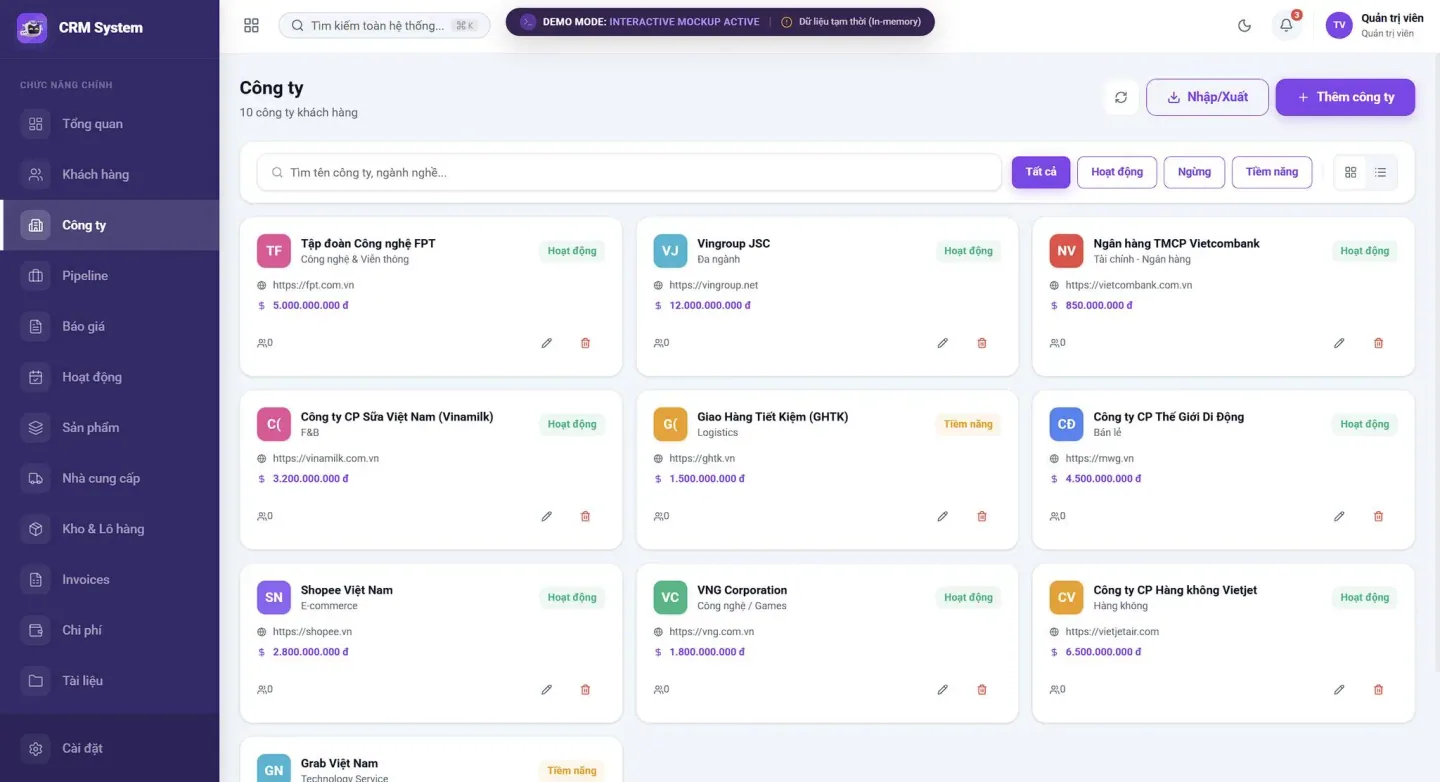 CRM System
Tìm kiếm toàn hệ thống... ⌘K
DEMO MODE: INTERACTIVE MOCKUP ACTIVE
Dữ liệu tạm thời (In-memory)
3
TV
Quản trị viên
Quản trị viên
CHỨC NĂNG CHÍNH
Tổng quan
Khách hàng
Công ty
Pipeline
Báo giá
Hoạt động
Sản phẩm
Nhà cung cấp
Kho & Lô hàng
Invoices
Chi phí
Tài liệu
Cài đặt
Công ty
10 công ty khách hàng
Nhập/Xuất
+ Thêm công ty
Tìm tên công ty, ngành nghề...
Tất cả
Hoạt động
Ngừng
Tiềm năng
TF
Tập đoàn Công nghệ FPT
Công nghệ & Viễn thông
Hoạt động
https://fpt.com.vn
$ 5.000.000.000 đ
0
VJ
Vingroup JSC
Đa ngành
Hoạt động
https://vingroup.net
$ 12.000.000.000 đ
0
NV
Ngân hàng TMCP Vietcombank
Tài chính - Ngân hàng
Hoạt động
https://vietcombank.com.vn
$ 850.000.000 đ
0
C(
Công ty CP Sữa Việt Nam (Vinamilk)
F&B
Hoạt động
https://vinamilk.com.vn
$ 3.200.000.000 đ
0
G(
Giao Hàng Tiết Kiệm (GHTK)
Logistics
Tiềm năng
https://ghtk.vn
$ 1.500.000.000 đ
0
CĐ
Công ty CP Thế Giới Di Động
Bán lẻ
Hoạt động
https://mwg.vn
$ 4.500.000.000 đ
0
SN
Shopee Việt Nam
E-commerce
Hoạt động
https://shopee.vn
$ 2.800.000.000 đ
0
VC
VNG Corporation
Công nghệ / Games
Hoạt động
https://vng.com.vn
$ 1.800.000.000 đ
0
CV
Công ty CP Hàng không Vietjet
Hàng không
Hoạt động
https://vietjetair.com
$ 6.500.000.000 đ
0
GN
Grab Việt Nam
Technology Service
Tiềm năng